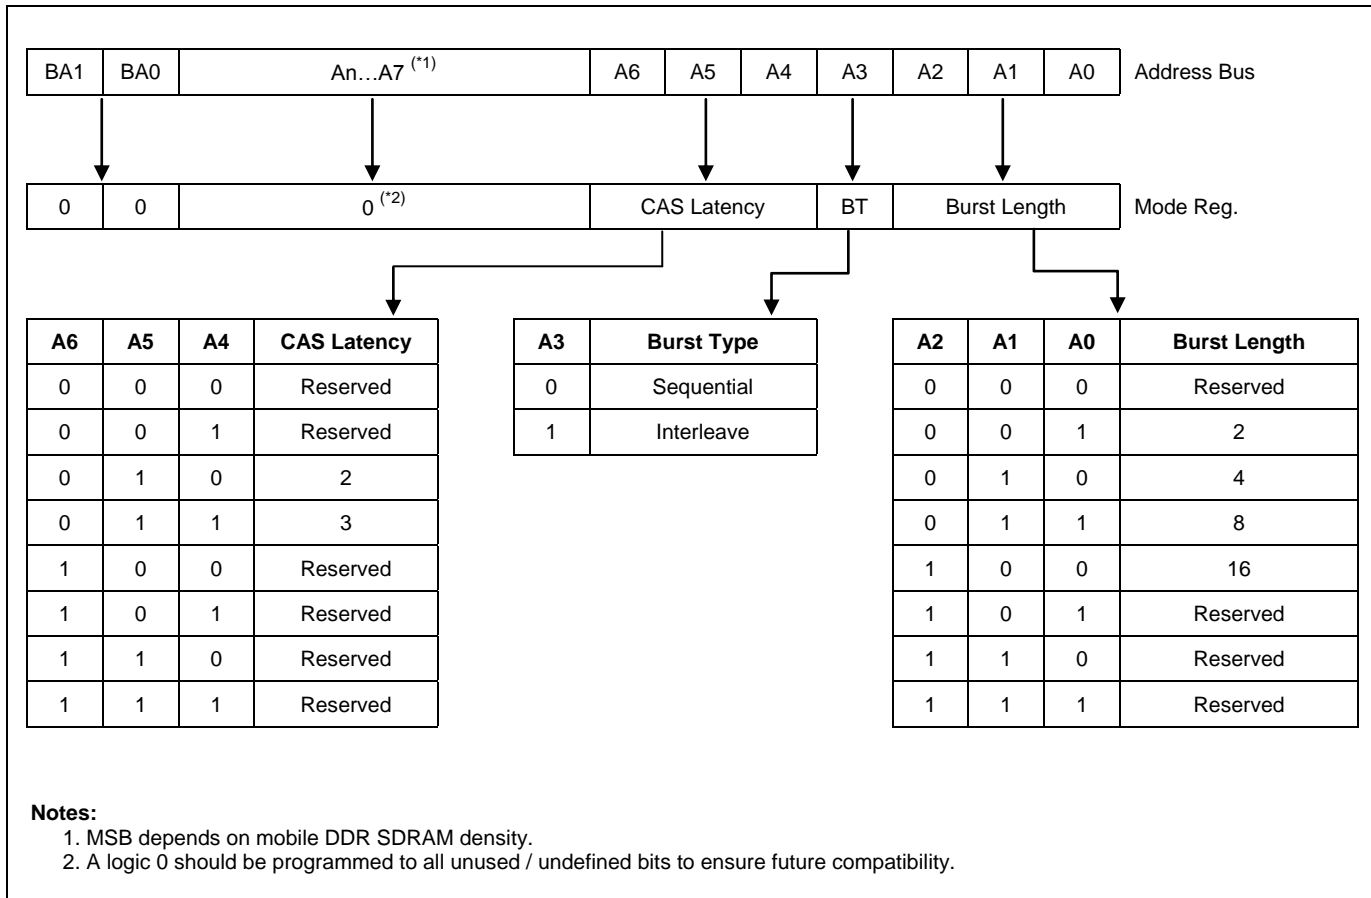 BA1 BA0 An…A7 (*1) A6 A5 A4 A3 A2 A1 A0 Address Bus
0 0 0 (*2) CAS Latency BT Burst Length Mode Reg.
A6 A5 A4 CAS Latency A3 Burst Type A2 A1 A0 Burst Length
0 0 0 Reserved 0 Sequential 0 0 0 Reserved
0 0 1 Reserved 1 Interleave 0 0 1 2
0 1 0 2 0 1 0 4
0 1 1 3 0 1 1 8
1 0 0 Reserved 1 0 0 16
1 0 1 Reserved 1 0 1 Reserved
1 1 0 Reserved 1 1 0 Reserved
1 1 1 Reserved 1 1 1 Reserved
Notes:
1. MSB depends on mobile DDR SDRAM density.
2. A logic 0 should be programmed to all unused / undefined bits to ensure future compatibility.